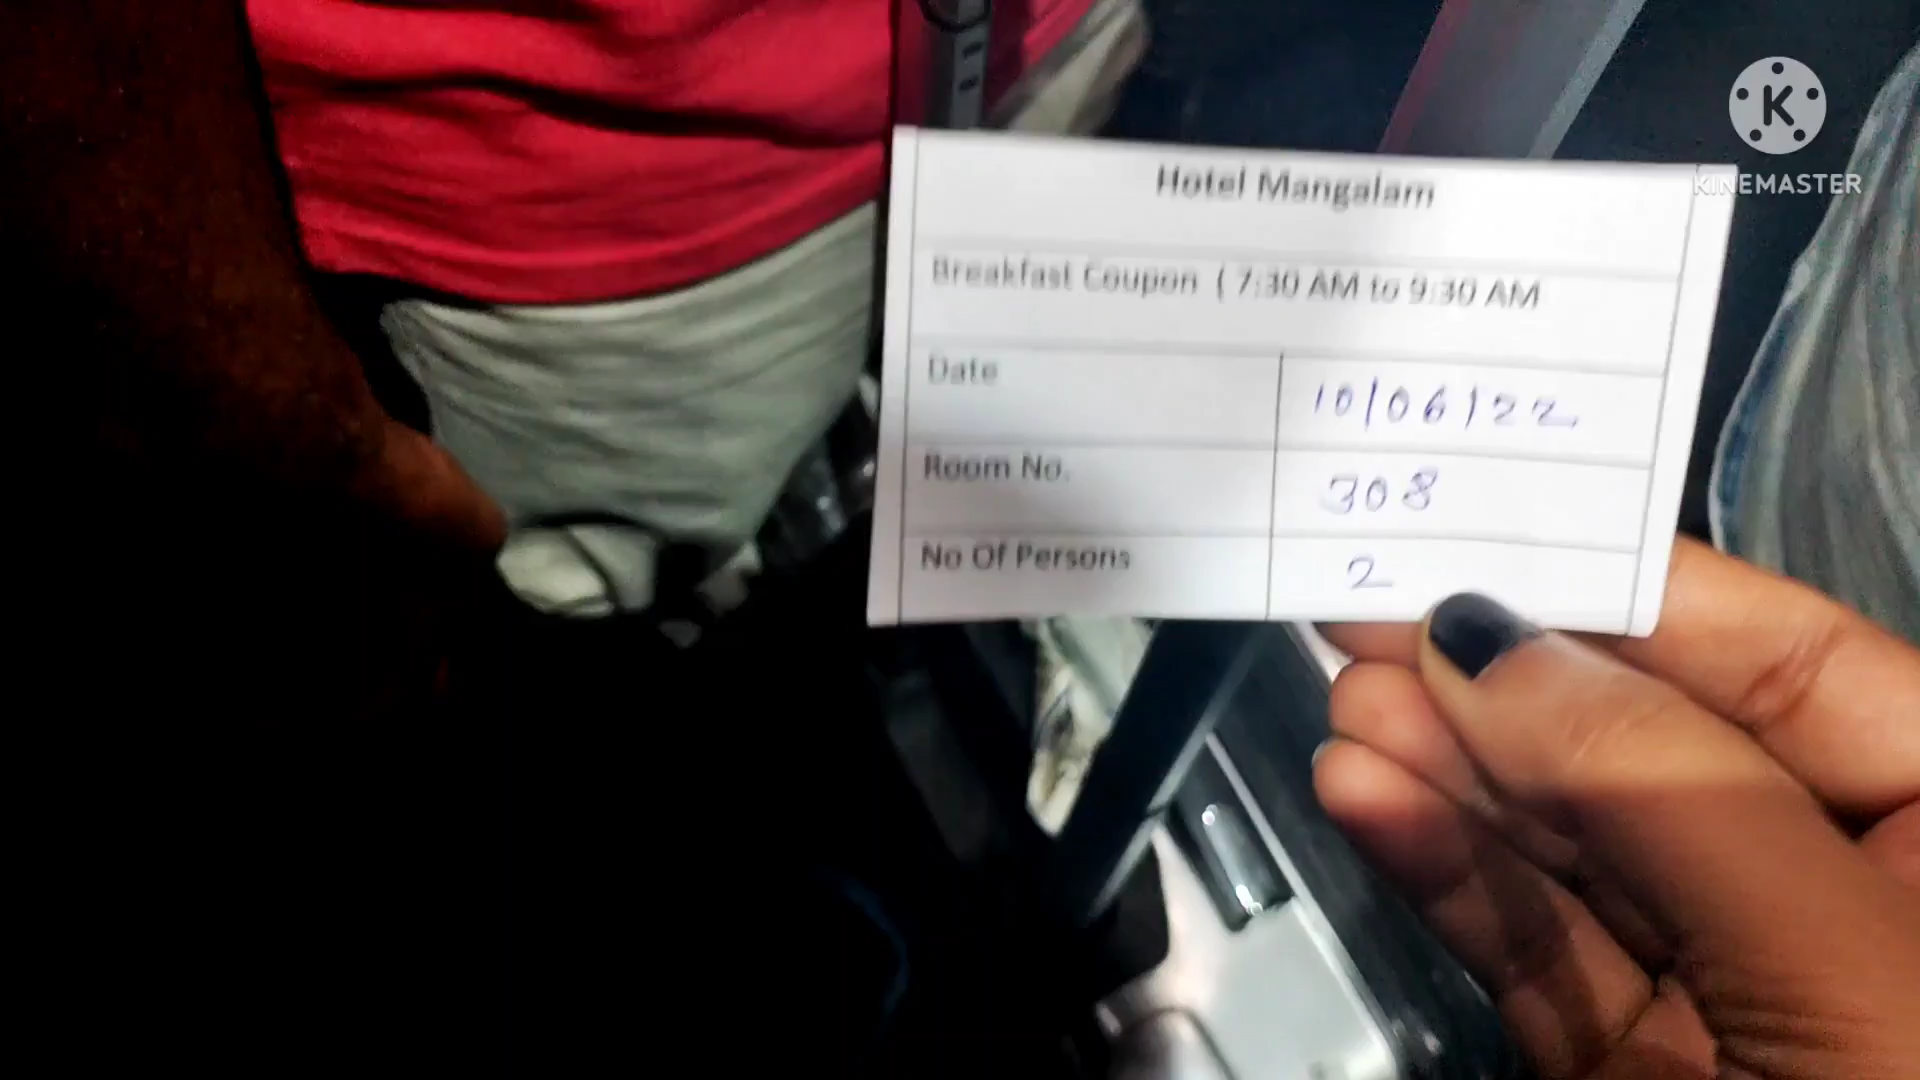 K
KINEMASTER
Hotel Mangalam
Breakfast Coupon ( 7:30 AM to 9:30 AM
Date 10/06/22
Room No. 308
No Of Persons 2